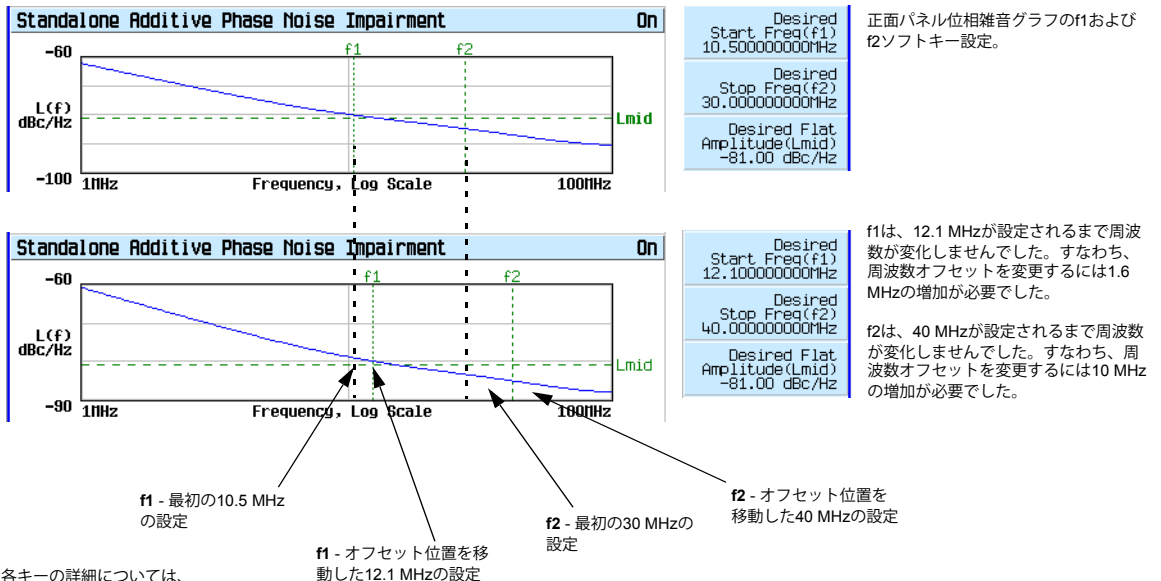 Standalone Additive Phase Noise Impairment On
-60
f1 f2
L(f)
dBc/Hz
Lmid
-100
1MHz Frequency, Log Scale 100MHz
Desired
Start Freq(f1)
10.500000000MHz
Desired
Stop Freq(f2)
30.000000000MHz
Desired Flat
Amplitude(Lmid)
-81.00 dBc/Hz
正面パネル位相雑音グラフのf1および
f2ソフトキー設定。
Standalone Additive Phase Noise Impairment On
-60
f1 f2
L(f)
dBc/Hz
Lmid
-90
1MHz Frequency, Log Scale 100MHz
Desired
Start Freq(f1)
12.100000000MHz
Desired
Stop Freq(f2)
40.000000000MHz
Desired Flat
Amplitude(Lmid)
-81.00 dBc/Hz
f1は、12.1 MHzが設定されるまで周波
数が変化しませんでした。すなわち、
周波数オフセットを変更するには1.6
MHzの増加が必要でした。
f2は、40 MHzが設定されるまで周波数
が変化しませんでした。すなわち、周
波数オフセットを変更するには10 MHz
の増加が必要でした。
f1 - 最初の10.5 MHz
の設定
f1 - オフセット位置を移
動した12.1 MHzの設定
f2 - 最初の30 MHzの
設定
f2 - オフセット位置を
移動した40 MHzの設定
各キーの詳細については、